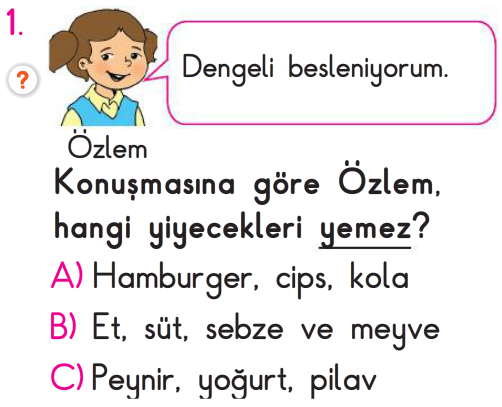 1.
?
Dengeli besleniyorum.
Özlem
Konuşmasına göre Özlem,
hangi yiyecekleri yemez?
A) Hamburger, cips, kola
B) Et, süt, sebze ve meyve
C) Peynir, yoğurt, pilav